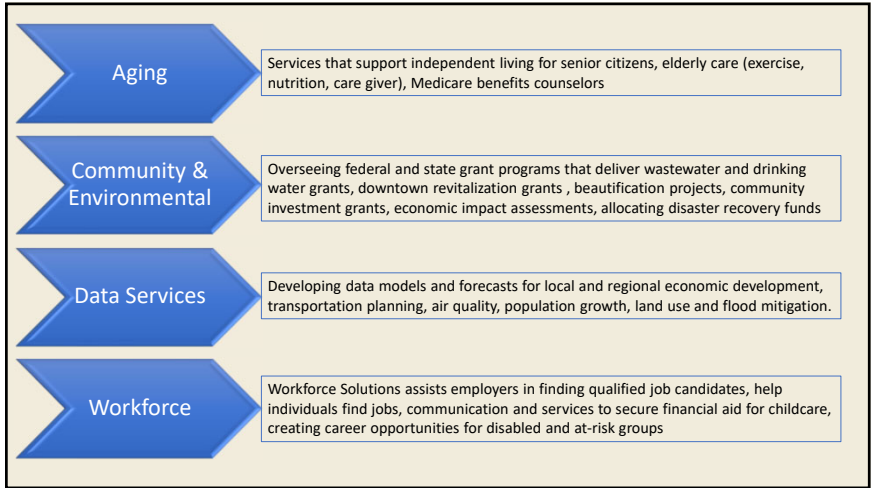 Aging
Services that support independent living for senior citizens, elderly care (exercise,
nutrition, care giver), Medicare benefits counselors
Community &
Environmental
Overseeing federal and state grant programs that deliver wastewater and drinking
water grants, downtown revitalization grants , beautification projects, community
investment grants, economic impact assessments, allocating disaster recovery funds
Data Services
Developing data models and forecasts for local and regional economic development,
transportation planning, air quality, population growth, land use and flood mitigation.
Workforce
Workforce Solutions assists employers in finding qualified job candidates, help
individuals find jobs, communication and services to secure financial aid for childcare,
creating career opportunities for disabled and at-risk groups